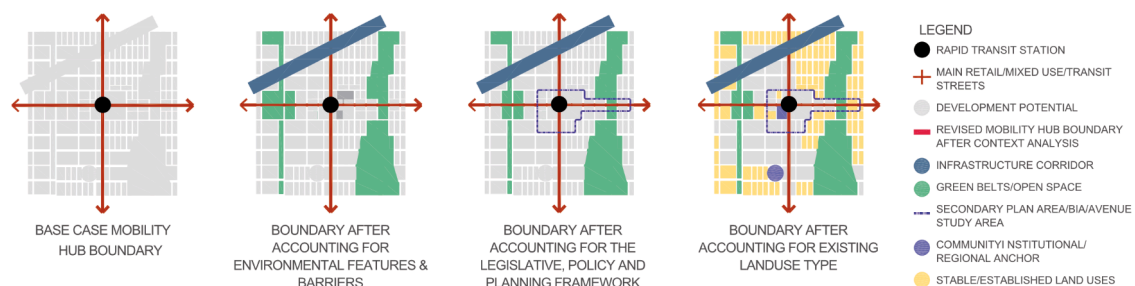 BASE CASE MOBILITY
HUB BOUNDARY
BOUNDARY AFTER
ACCOUNTING FOR
ENVIRONMENTAL FEATURES &
BARRIERS
BOUNDARY AFTER
ACCOUNTING FOR THE
LEGISLATIVE, POLICY AND
PLANNING FRAMEWORK
BOUNDARY AFTER
ACCOUNTING FOR EXISTING
LANDUSE TYPE
LEGEND
RAPID TRANSIT STATION
MAIN RETAIL/MIXED USE/TRANSIT
STREETS
DEVELOPMENT POTENTIAL
REVISED MOBILITY HUB BOUNDARY
AFTER CONTEXT ANALYSIS
INFRASTRUCTURE CORRIDOR
GREEN BELTS/OPEN SPACE
SECONDARY PLAN AREA/BIA/AVENUE
STUDY AREA
COMMUNITYI NSTITUTIONAL/
REGIONAL ANCHOR
STABLE/ESTABLISHED LAND USES